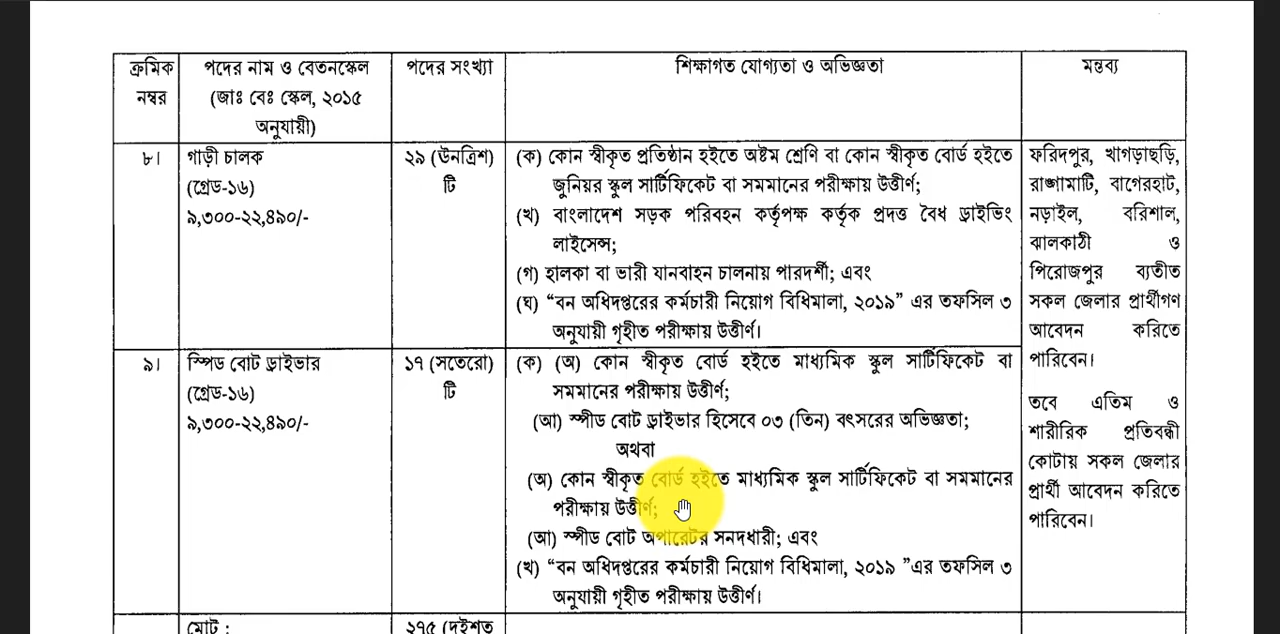 ক্রমিক নম্বর
পদের নাম ও বেতনস্কেল (জাঃ বেঃ স্কেল, ২০১৫ অনুযায়ী)
পদের সংখ্যা
শিক্ষাগত যোগ্যতা ও অভিজ্ঞতা
মন্তব্য
৮।
গাড়ী চালক
(গ্রেড-১৬)
৯,৩০০-২২,৪৯০/-
২৯ (উনত্রিশ)
টি
(ক) কোন স্বীকৃত প্রতিষ্ঠান হইতে অষ্টম শ্রেণি বা কোন স্বীকৃত বোর্ড হইতে
জুনিয়র স্কুল সার্টিফিকেট বা সমমানের পরীক্ষায় উত্তীর্ণ;
(খ) বাংলাদেশ সড়ক পরিবহন কর্তৃপক্ষ কর্তৃক প্রদত্ত বৈধ ড্রাইভিং
লাইসেন্স;
(গ) হালকা বা ভারী যানবাহন চালনায় পারদর্শী; এবং
(ঘ) “বন অধিদপ্তরের কর্মচারী নিয়োগ বিধিমালা, ২০১৯” এর তফসিল ৩
অনুযায়ী গৃহীত পরীক্ষায় উত্তীর্ণ।
ফরিদপুর, খাগড়াছড়ি,
রাঙ্গামাটি, বাগেরহাট,
নড়াইল, বরিশাল,
ঝালকাঠী ও
পিরোজপুর ব্যতীত
সকল জেলার প্রার্থীগণ
আবেদন করিতে
পারিবেন।
তবে এতিম ও
শারীরিক প্রতিবন্ধী
কোটায় সকল জেলার
প্রার্থী আবেদন করিতে
পারিবেন।
৯।
স্পিড বোট ড্রাইভার
(গ্রেড-১৬)
৯,৩০০-২২,৪৯০/-
১৭ (সতেরো)
টি
(ক) (অ) কোন স্বীকৃত বোর্ড হইতে মাধ্যমিক স্কুল সার্টিফিকেট বা
সমমানের পরীক্ষায় উত্তীর্ণ;
(আ) স্পীড বোট ড্রাইভার হিসেবে ০৩ (তিন) বৎসরের অভিজ্ঞতা;
অথবা
(অ) কোন স্বীকৃত বোর্ড হইতে মাধ্যমিক স্কুল সার্টিফিকেট বা সমমানের
পরীক্ষায় উত্তীর্ণ;
(আ) স্পীড বোট অপারেটর সনদধারী; এবং
(খ) “বন অধিদপ্তরের কর্মচারী নিয়োগ বিধিমালা, ২০১৯ ”এর তফসিল ৩
অনুযায়ী গৃহীত পরীক্ষায় উত্তীর্ণ।
মোট :
২৭৫ (দুইশত